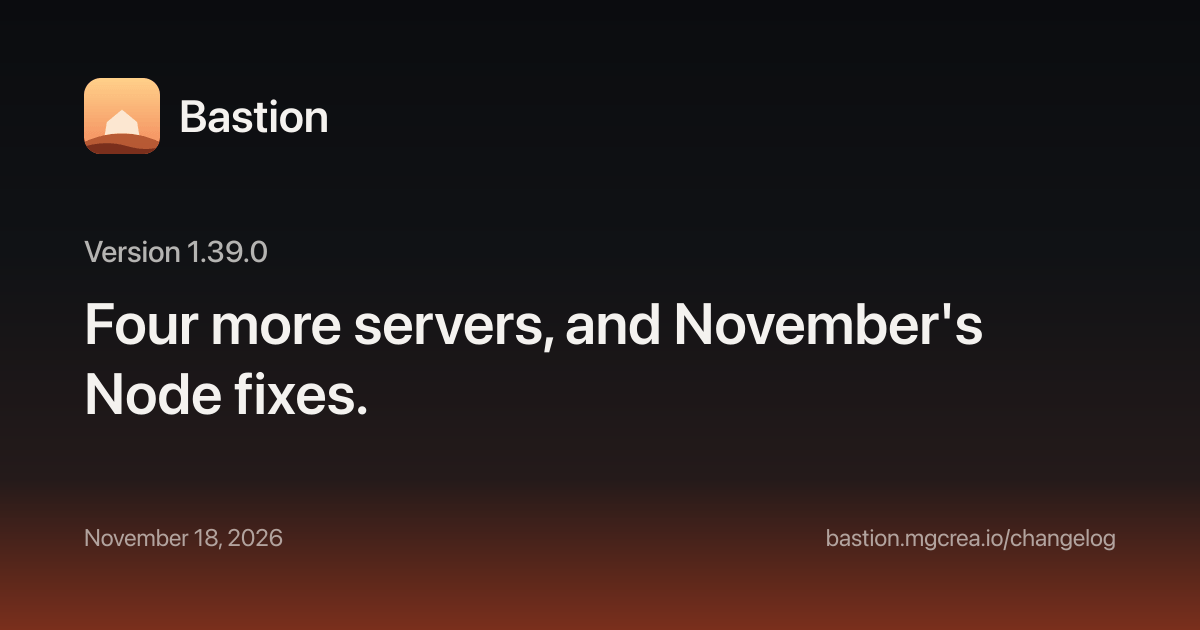 Bastion
Version 1.39.0
Four more servers, and November's
Node fixes.
November 18, 2026
bastion.mgcrea.io/changelog